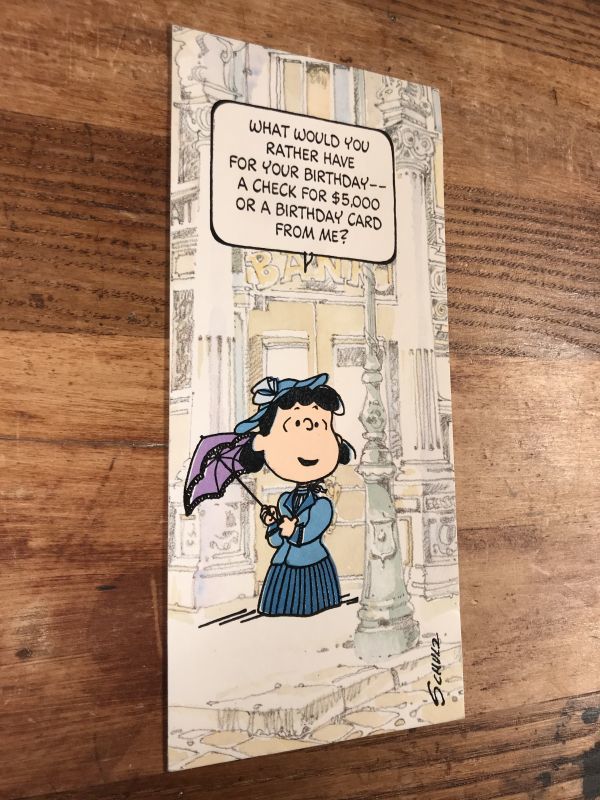 WHAT WOULD YOU
RATHER HAVE
FOR YOUR BIRTHDAY--
A CHECK FOR $5,000
OR A BIRTHDAY CARD
FROM ME?
BANK
SCHULZ